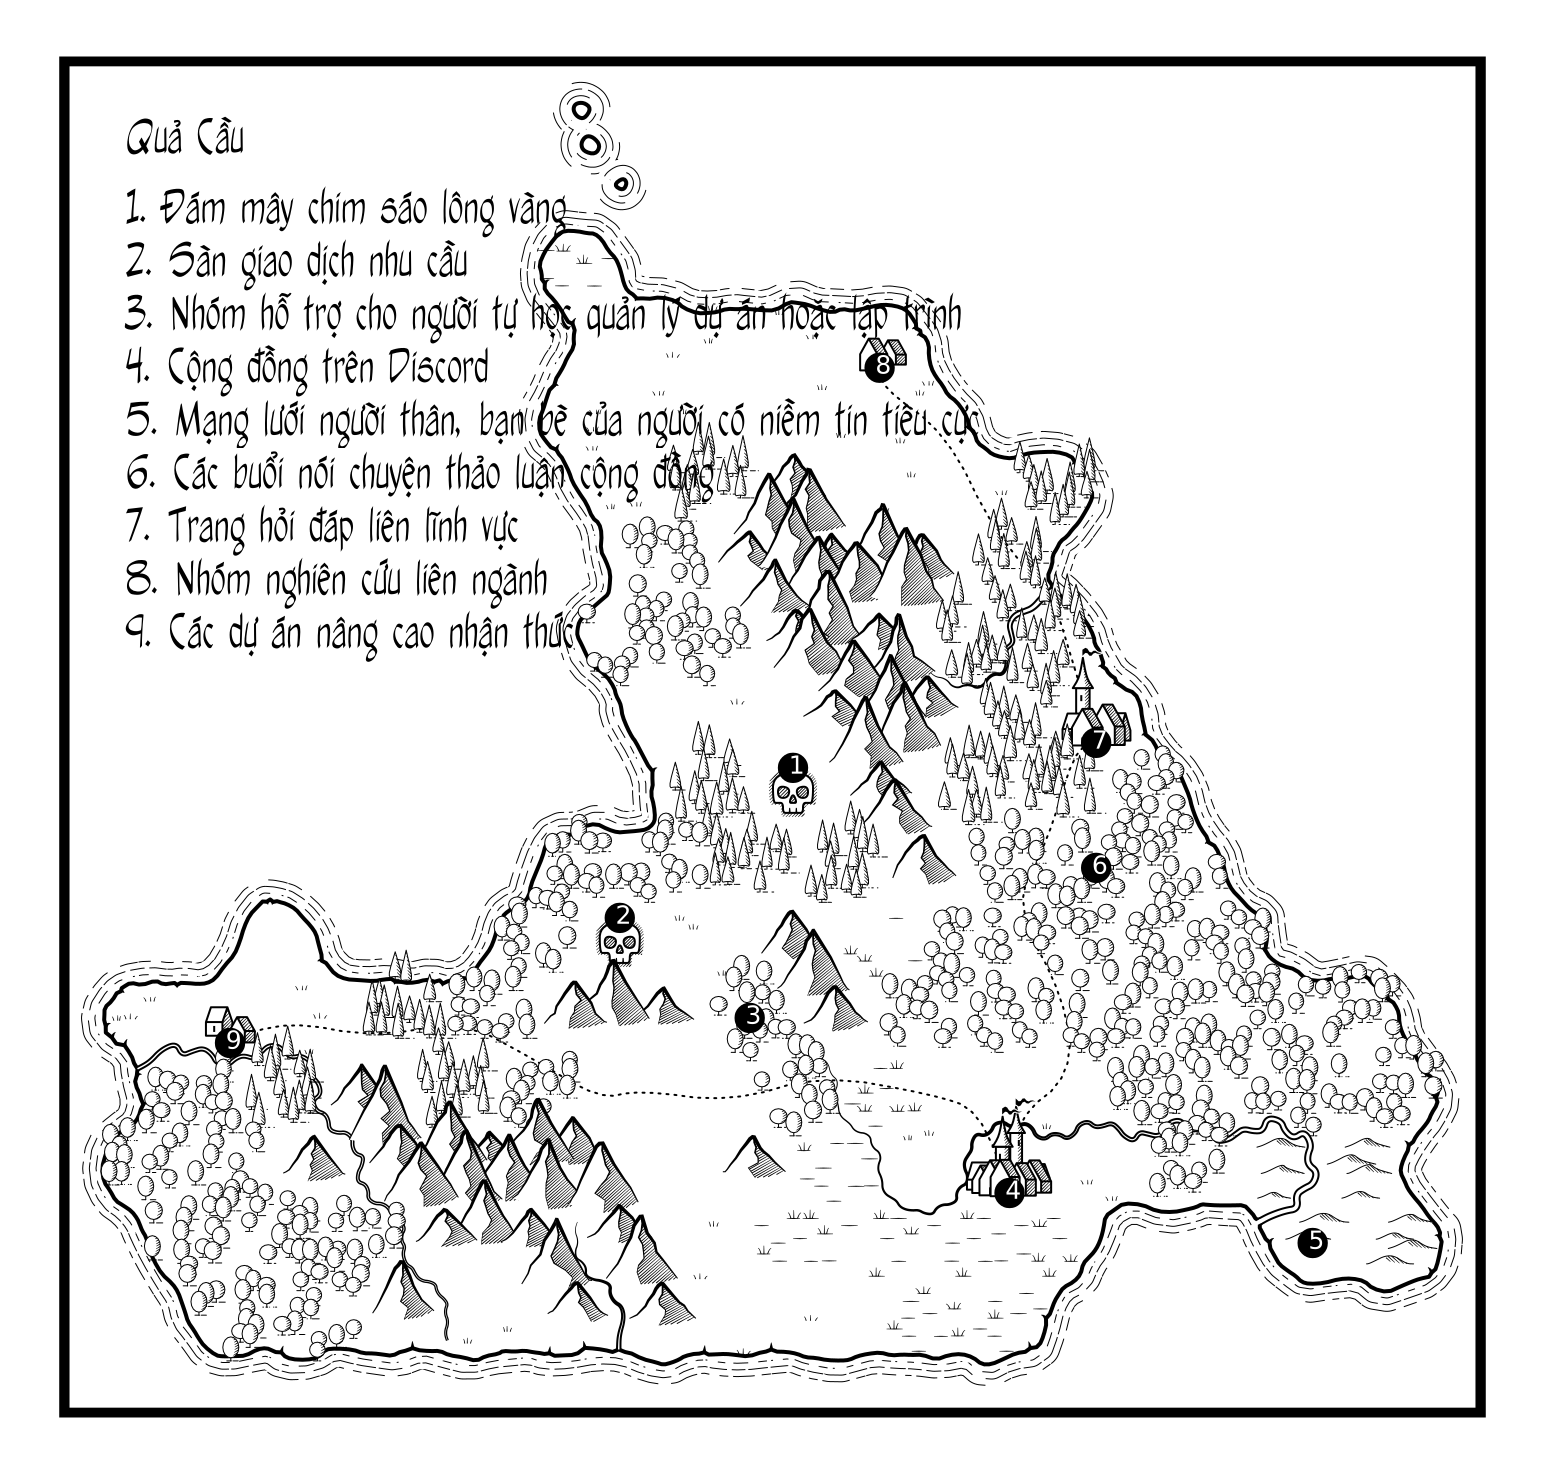 Quả Cầu
1. Đám mây chim sáo lông vàng
2. Sàn giao dịch nhu cầu
3. Nhóm hỗ trợ cho người tự học quản lý dự án hoặc lập trình
4. Cộng đồng trên Discord
5. Mạng lưới người thân, bạn bè của người có niềm tin tiêu cực
6. Các buổi nói chuyện thảo luận cộng đồng
7. Trang hỏi đáp liên lĩnh vực
8. Nhóm nghiên cứu liên ngành
9. Các dự án nâng cao nhận thức
8
7
1
6
2
3
9
4
5